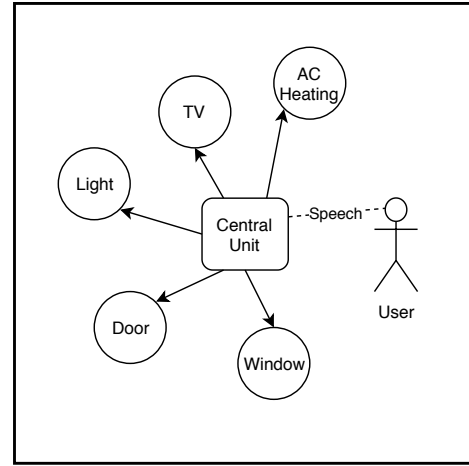 AC
Heating
TV
Light
Central
Unit
Speech
User
Door
Window